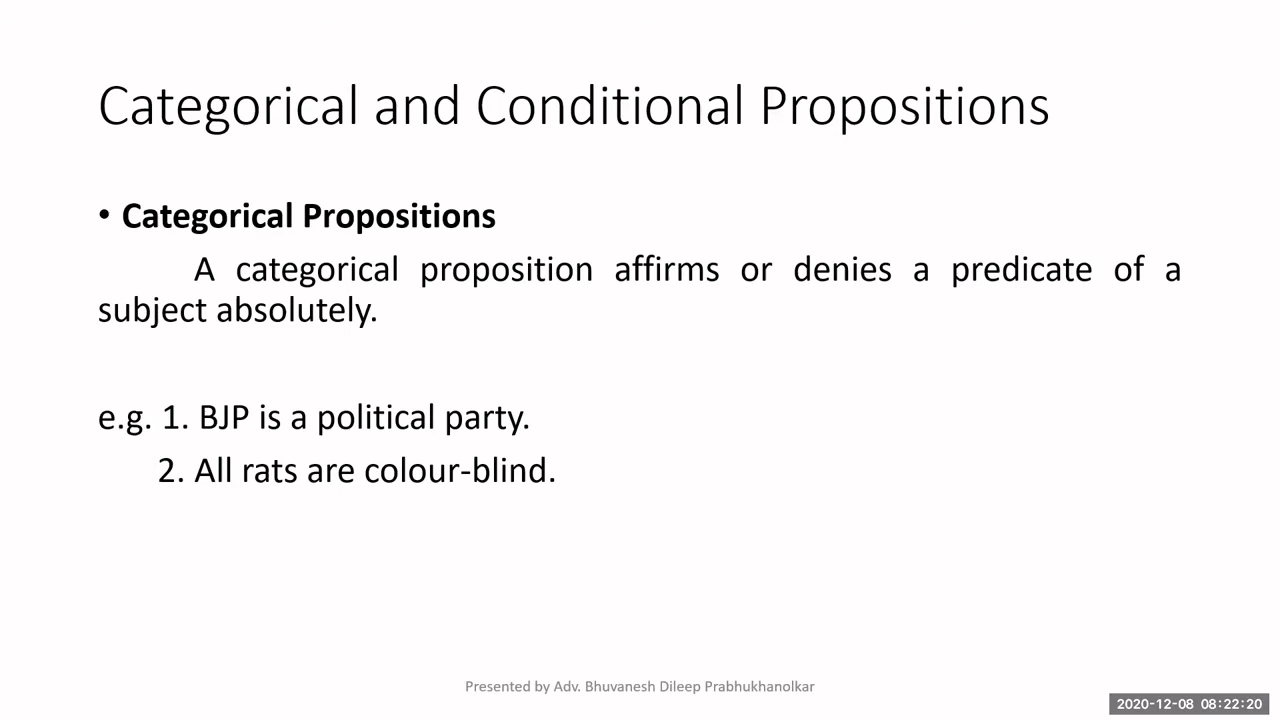 Categorical and Conditional Propositions
• Categorical Propositions
A categorical proposition affirms or denies a predicate of a
subject absolutely.
e.g. 1. BJP is a political party.
2. All rats are colour-blind.
Presented by Adv. Bhuvanesh Dileep Prabhukhanolkar
2020-12-08 08:22:20